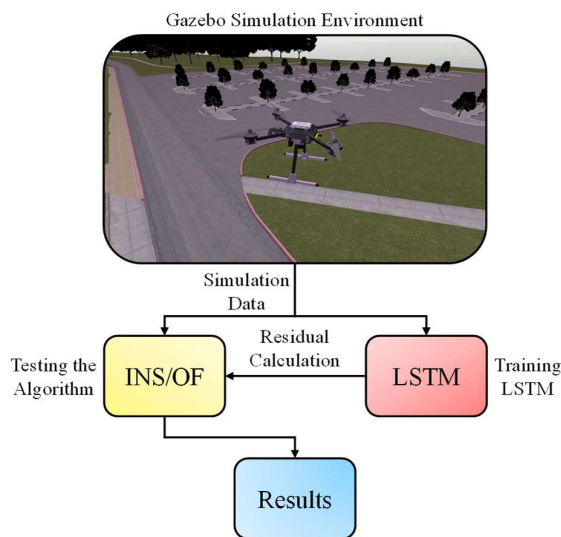 Gazebo Simulation Environment
Simulation
Data
Residual
Calculation
Testing the
Algorithm
INS/OF
LSTM
Training
LSTM
Results